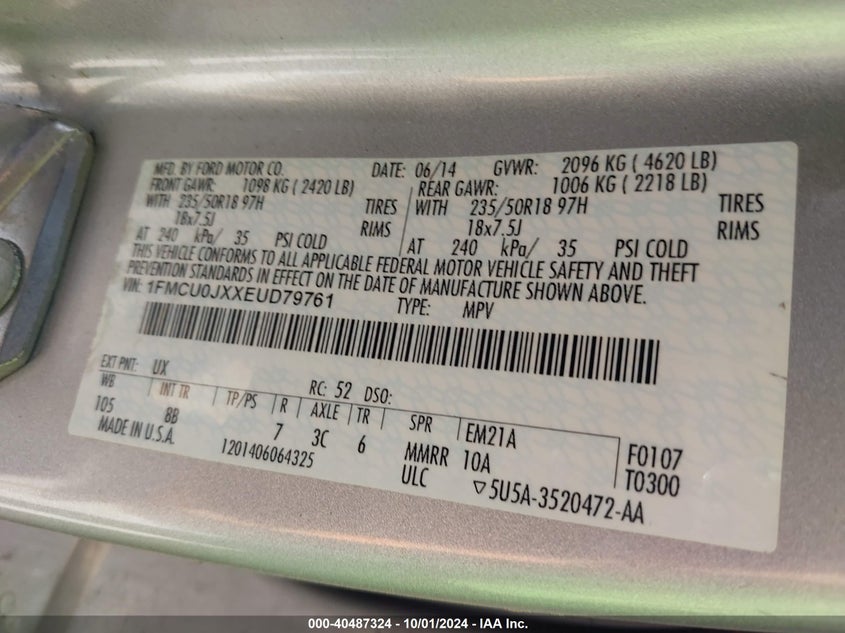 MFD. BY FORD MOTOR CO. DATE: 06/14 GVWR: 2096 KG ( 4620 LB)
FRONT GAWR: 1098 KG ( 2420 LB) REAR GAWR: 1006 KG ( 2218 LB)
WITH 235/50R18 97H TIRES WITH 235/50R18 97H TIRES
18x7.5J RIMS 18x7.5J RIMS
AT 240 kPa/ 35 PSI COLD AT 240 kPa/ 35 PSI COLD
THIS VEHICLE CONFORMS TO ALL APPLICABLE FEDERAL MOTOR VEHICLE SAFETY AND THEFT
PREVENTION STANDARDS IN EFFECT ON THE DATE OF MANUFACTURE SHOWN ABOVE.
VIN: 1FMCU0JXXEUD79761 TYPE: MPV
EXT PNT: UX RC: 52 DSO:
WB INT TR TP/PS R AXLE TR SPR EM21A F0107
105 8B 7 3C 6 MMRR 10A T0300
MADE IN U.S.A. 1201406064325 ULC ▽5U5A-3520472-AA
000-40487324 - 10/01/2024 - IAA Inc.